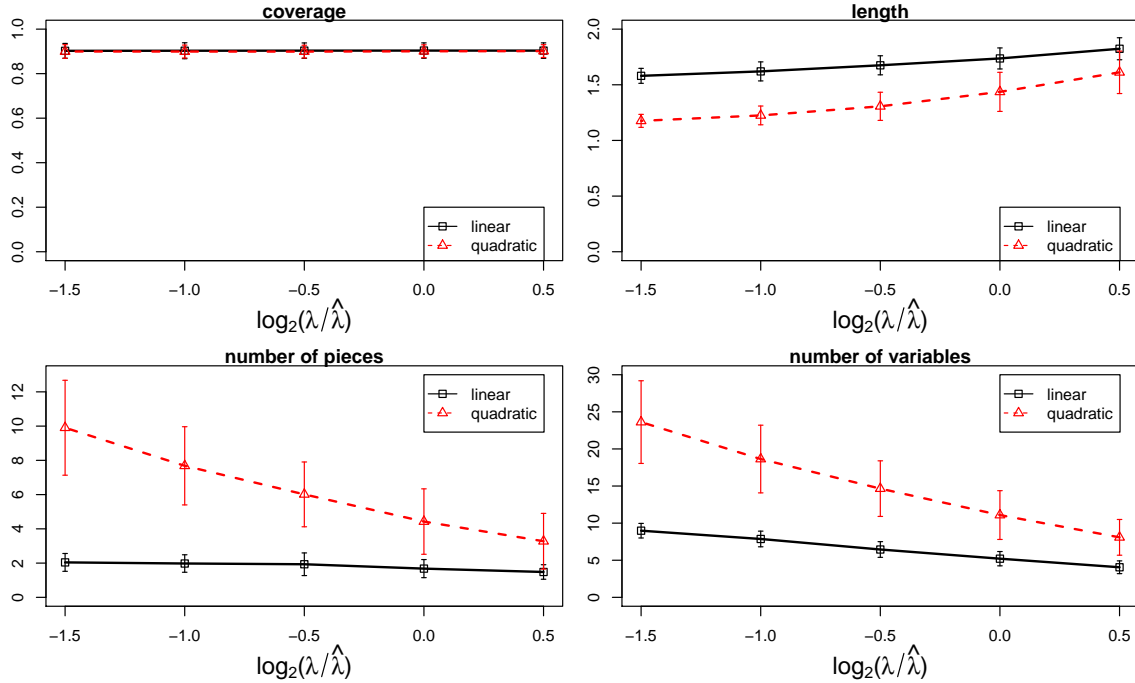 coverage
0.0 0.2 0.4 0.6 0.8 1.0
linear
quadratic
−1.5 −1.0 −0.5 0.0 0.5
log₂(λ/λ̂)
length
0.0 0.5 1.0 1.5 2.0
linear
quadratic
−1.5 −1.0 −0.5 0.0 0.5
log₂(λ/λ̂)
number of pieces
0 2 4 6 8 10 12
linear
quadratic
−1.5 −1.0 −0.5 0.0 0.5
log₂(λ/λ̂)
number of variables
0 5 10 15 20 25 30
linear
quadratic
−1.5 −1.0 −0.5 0.0 0.5
log₂(λ/λ̂)